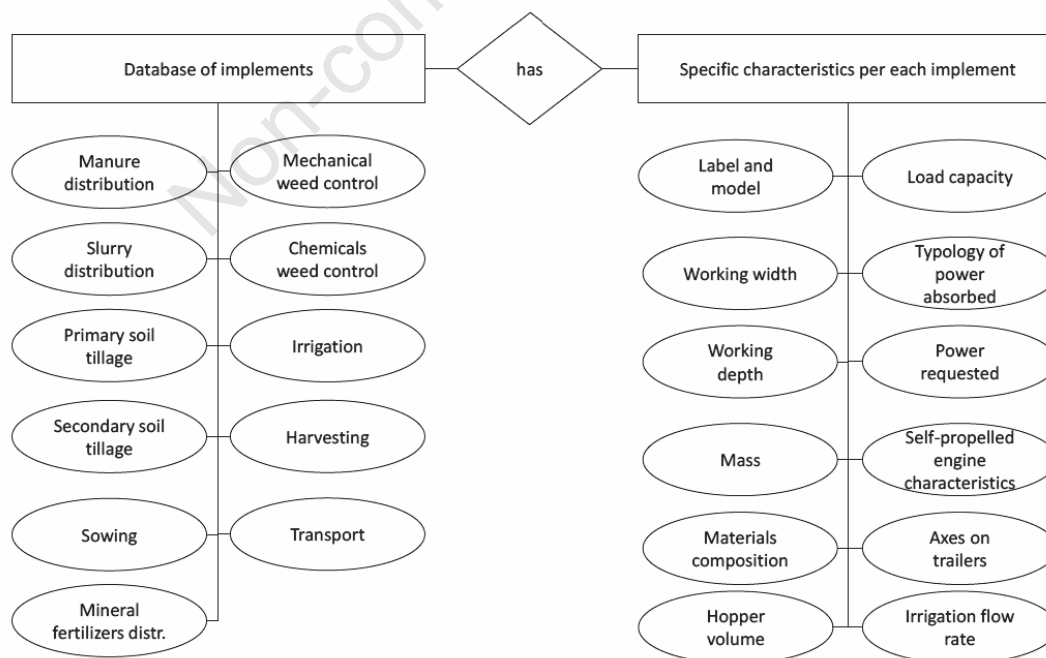 Database of implements
has
Specific characteristics per each implement
Manure
distribution
Mechanical
weed control
Slurry
distribution
Chemicals
weed control
Primary soil
tillage
Irrigation
Secondary soil
tillage
Harvesting
Sowing
Transport
Mineral
fertilizers distr.
Label and
model
Load capacity
Working width
Typology of
power
absorbed
Working
depth
Power
requested
Mass
Self-propelled
engine
characteristics
Materials
composition
Axes on
trailers
Hopper
volume
Irrigation flow
rate